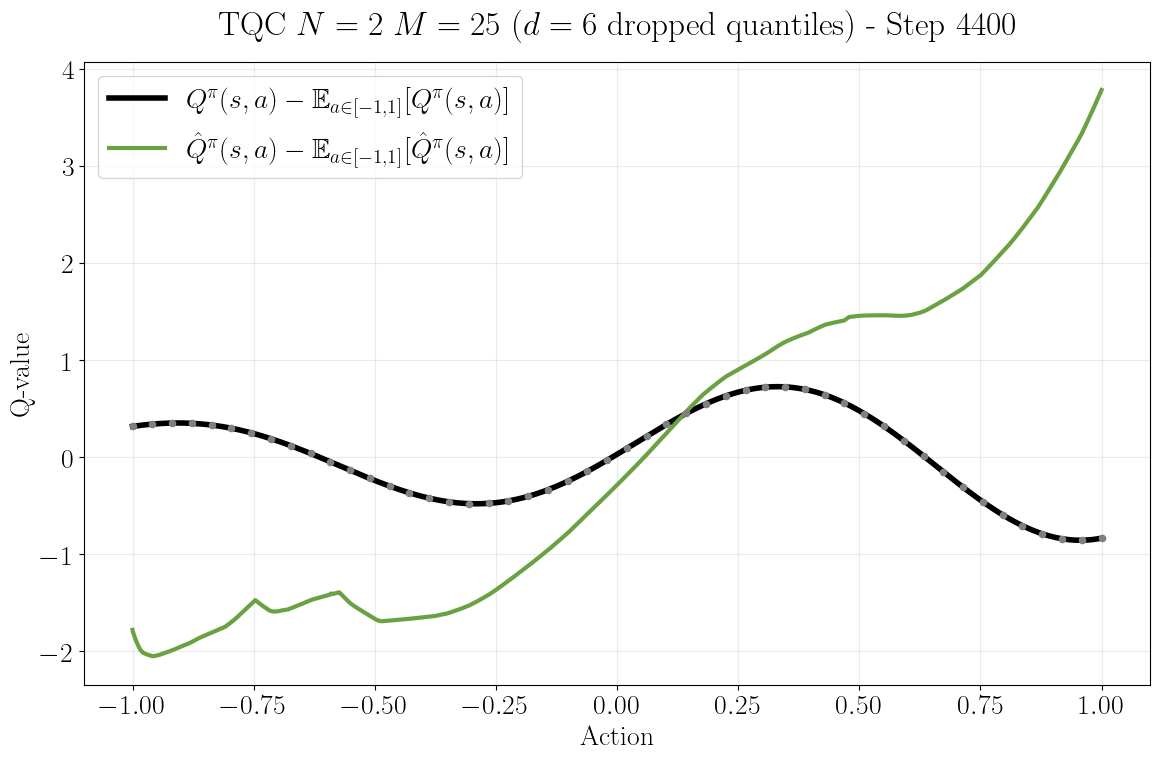 TQC N = 2 M = 25 (d = 6 dropped quantiles) - Step 4400
Q^π(s, a) − 𝔼_{a∈[−1,1]}[Q^π(s, a)]
Q̂^π(s, a) − 𝔼_{a∈[−1,1]}[Q̂^π(s, a)]
Q-value
4
3
2
1
0
−1
−2
−1.00 −0.75 −0.50 −0.25 0.00 0.25 0.50 0.75 1.00
Action